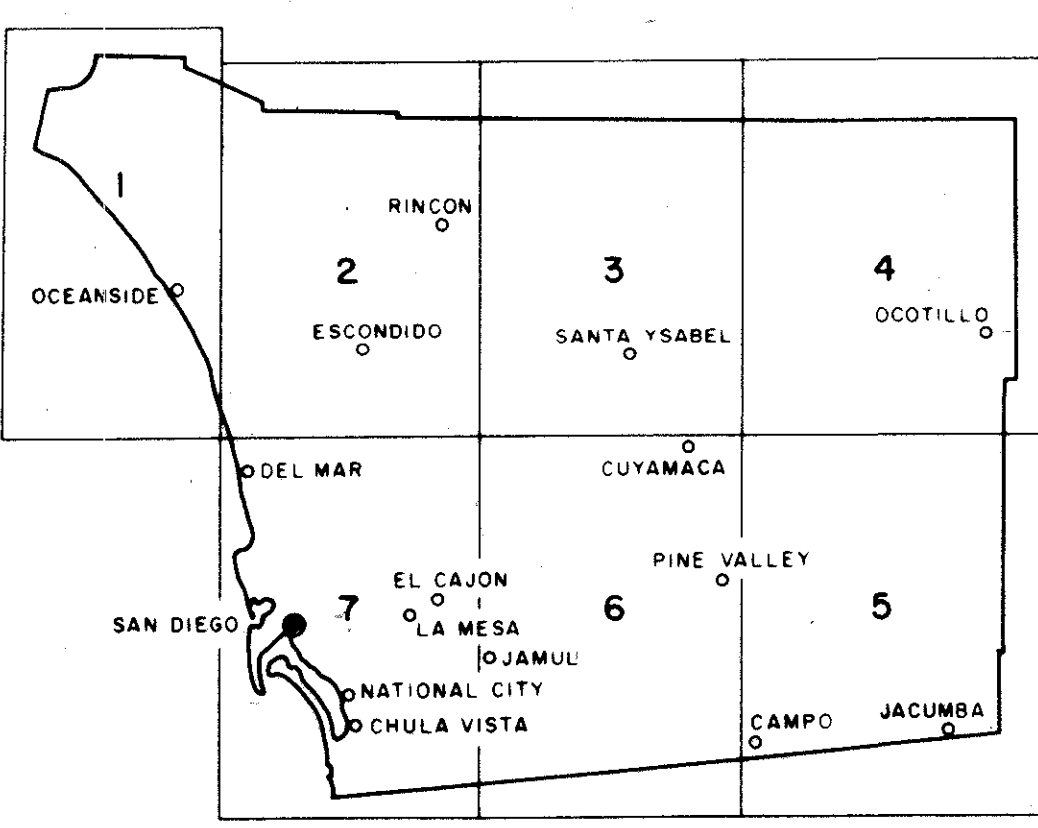 1
RINCON
2
3
4
OCEANSIDE
OCOTILLO
ESCONDIDO
SANTA YSABEL
DEL MAR
CUYAMACA
PINE VALLEY
EL CAJON
7
6
5
SAN DIEGO
LA MESA
JAMUL
NATIONAL CITY
CHULA VISTA
CAMPO
JACUMBA